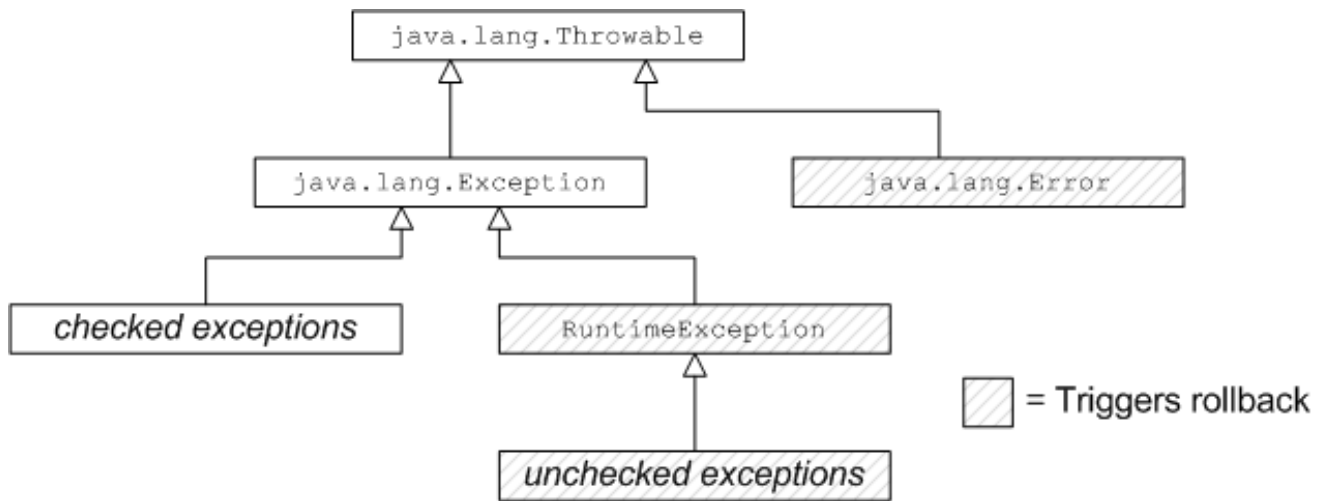 java.lang.Throwable
java.lang.Exception
java.lang.Error
checked exceptions
RuntimeException
= Triggers rollback
unchecked exceptions